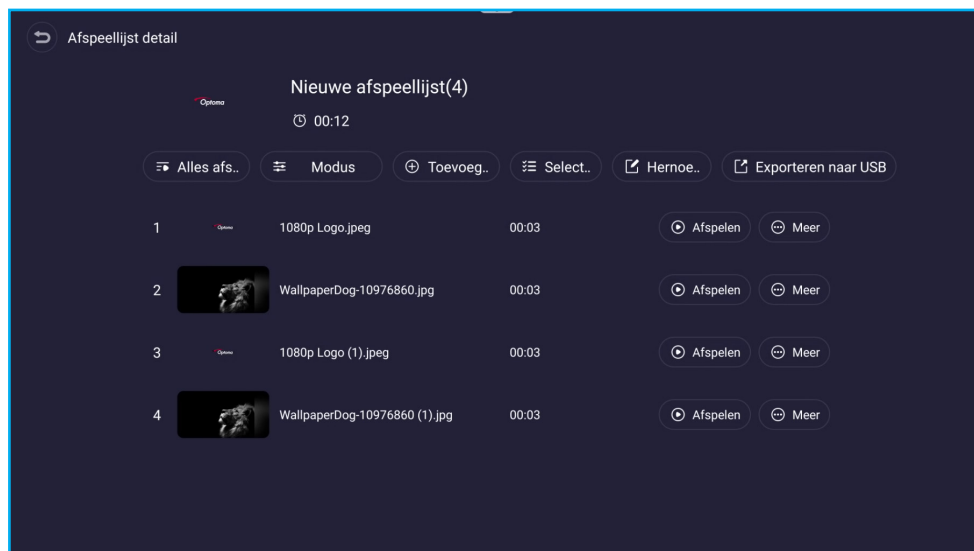 Afspeellijst detail
Optoma
Nieuwe afspeellijst(4)
00:12
Alles afs.. Modus Toevoeg.. Select.. Hernoe.. Exporteren naar USB
1 Optoma 1080p Logo.jpeg 00:03 Afspelen Meer
2 WallpaperDog-10976860.jpg 00:03 Afspelen Meer
3 Optoma 1080p Logo (1).jpeg 00:03 Afspelen Meer
4 WallpaperDog-10976860 (1).jpg 00:03 Afspelen Meer